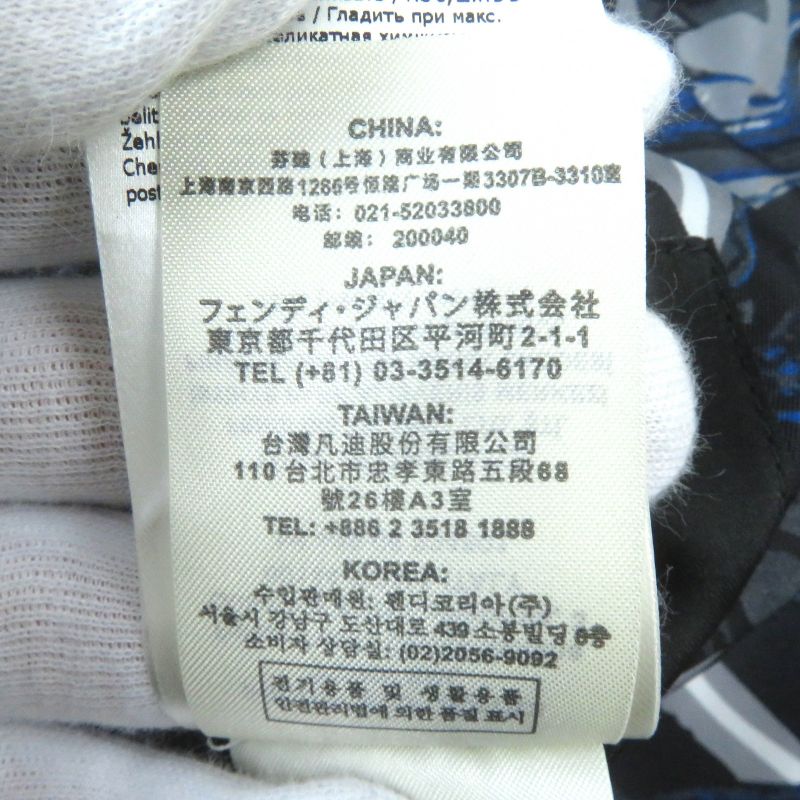 / Гладить при макс.
Žehl
Che
post
CHINA:
芬迪（上海）商业有限公司
上海南京西路1266号恒隆广场一期3307B-3310室
电话: 021-52033800
邮编: 200040
JAPAN:
フェンディ・ジャパン株式会社
東京都千代田区平河町2-1-1
TEL (+81) 03-3514-6170
TAIWAN:
台灣凡迪股份有限公司
110 台北市忠孝東路五段68
號26樓A3室
TEL: +886 2 3518 1888
KOREA:
수입판매원: 펜디코리아(주)
서울시 강남구 도산대로 439 소봉빌딩 6층
소비자 상담실: (02)2056-9092
전기용품 및 생활용품
안전관리법에 의한 품질 표시